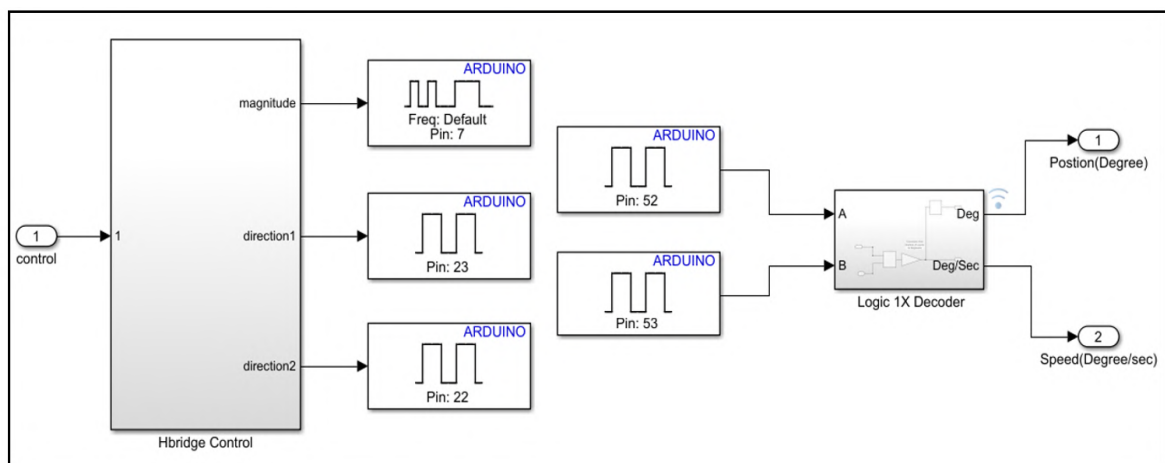 1
control
1
magnitude
direction1
direction2
Hbridge Control
ARDUINO
Freq: Default
Pin: 7
ARDUINO
Pin: 23
ARDUINO
Pin: 22
ARDUINO
Pin: 52
ARDUINO
Pin: 53
A
B
Deg
Deg/Sec
Logic 1X Decoder
1
Postion(Degree)
2
Speed(Degree/sec)